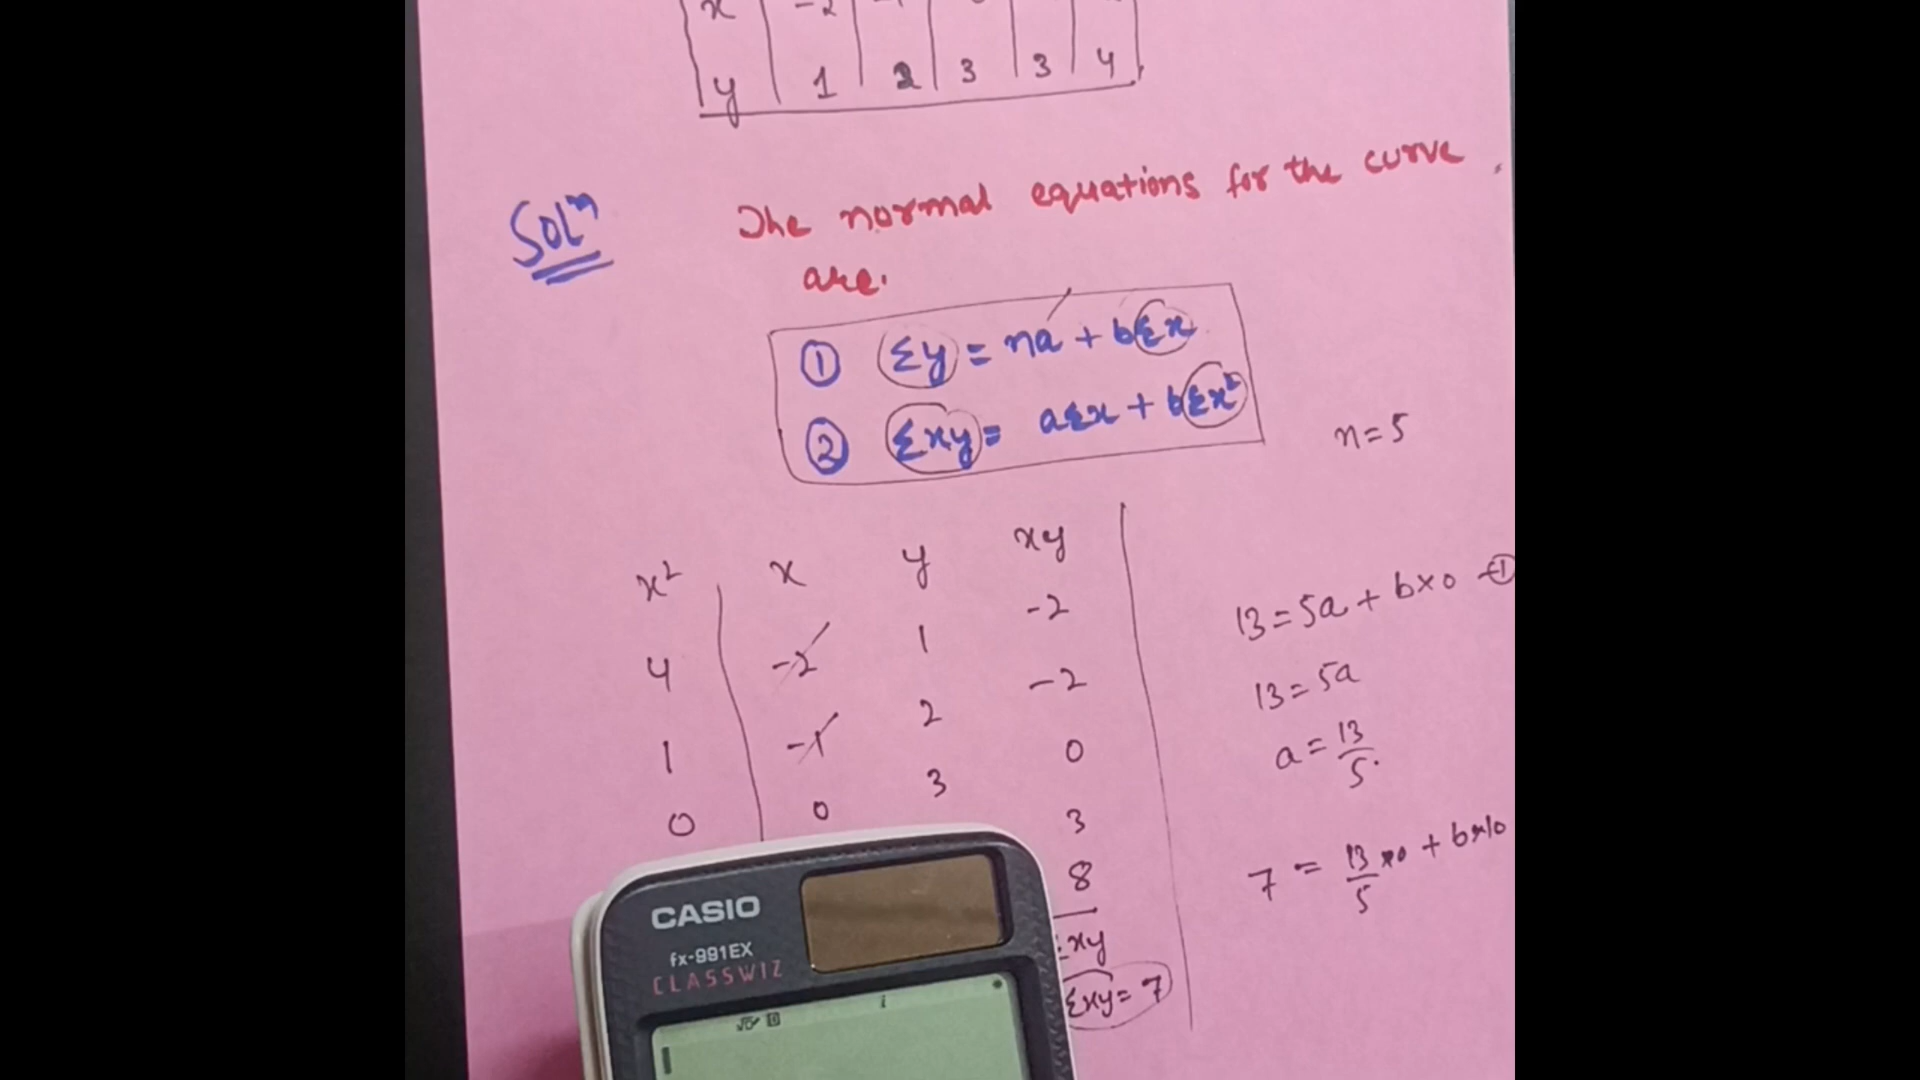 x -2
y 1 2 3 3 4
Solⁿ
The normal equations for the curve
are.
① Σy = na + bΣx
② Σxy = aΣx + bΣx²
n=5
x² x y xy
4 -2 1 -2
1 -1 2 -2
0 0 3 0
3
8
Σxy
Σxy = 7
13 = 5a + b×0 -①
13 = 5a
a = 13/5.
7 = 13/5 ×0 + b×10
CASIO
fx-991EX
CLASSWIZ
i